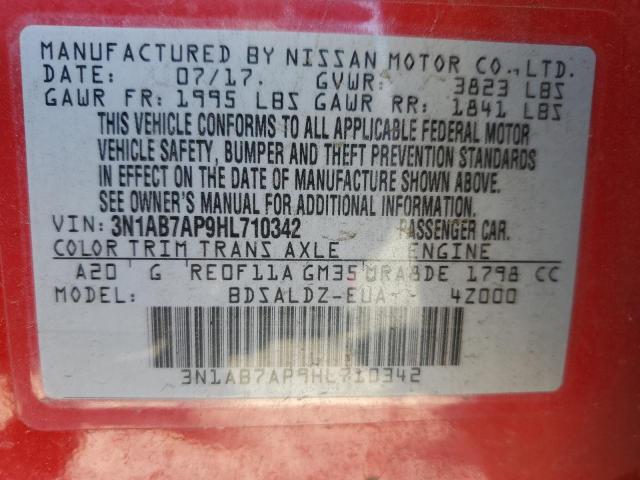 MANUFACTURED BY NISSAN MOTOR CO.,LTD.
DATE: 07/17. GVWR: 3823 LBS
GAWR FR: 1995 LBS GAWR RR: 1841 LBS
THIS VEHICLE CONFORMS TO ALL APPLICABLE FEDERAL MOTOR
VEHICLE SAFETY, BUMPER AND THEFT PREVENTION STANDARDS
IN EFFECT ON THE DATE OF MANUFACTURE SHOWN ABOVE.
SEE OWNER'S MANUAL FOR ADDITIONAL INFORMATION.
VIN: 3N1AB7AP9HL710342 PASSENGER CAR.
COLOR TRIM TRANS AXLE ENGINE
A20 G RE0F11A GM35 MRA8DE 1798 CC
MODEL BDSALDZ-EUA-- 4Z000
3N1AB7AP9HL710342